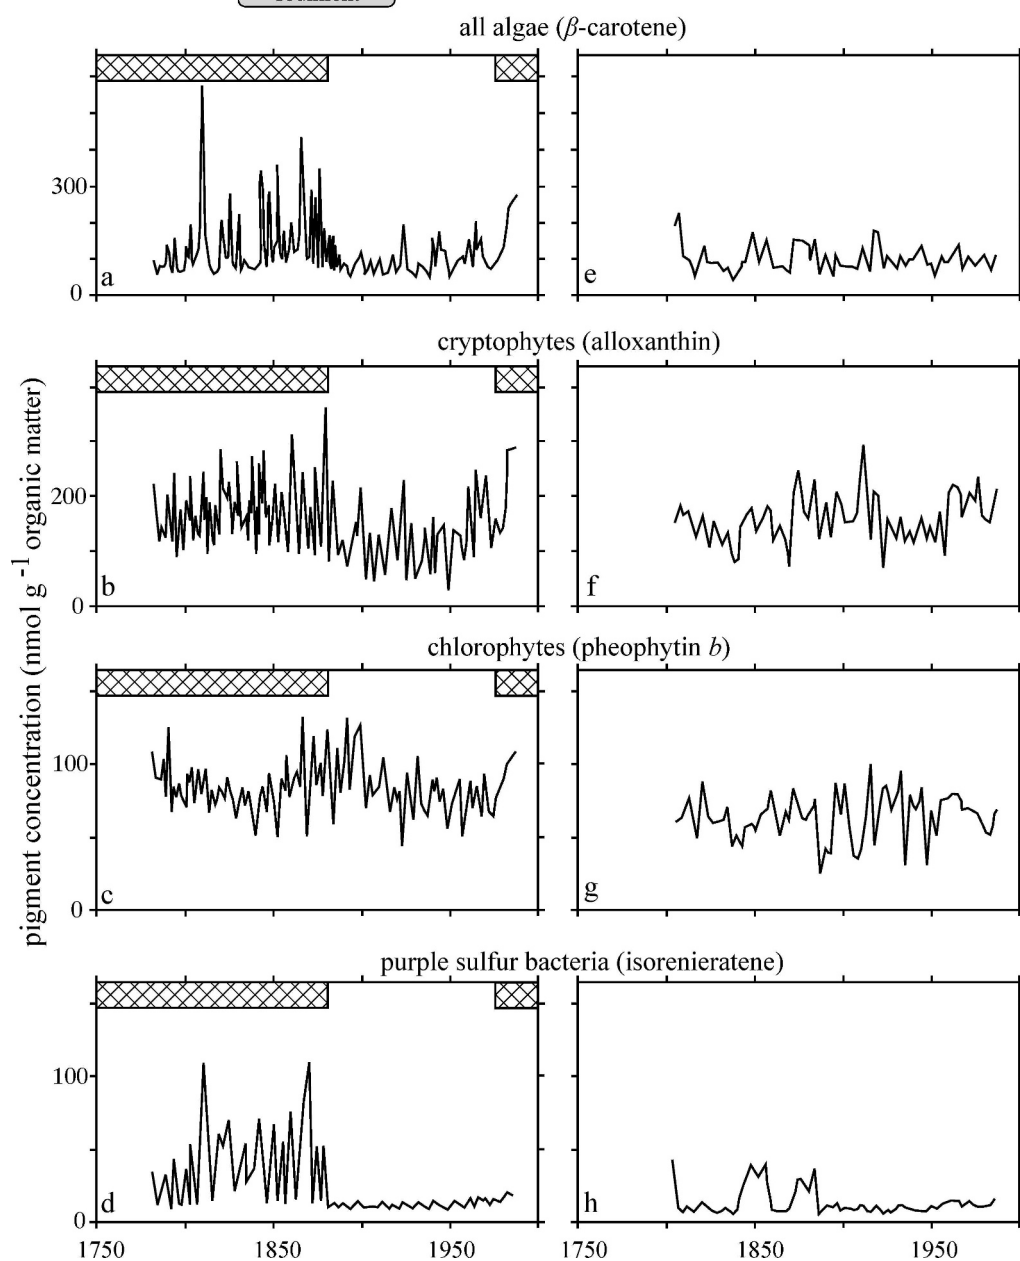 all algae (β-carotene)
300
0
a
e
cryptophytes (alloxanthin)
200
0
b
f
chlorophytes (pheophytin b)
100
0
c
g
purple sulfur bacteria (isorenieratene)
100
0
d
h
1750 1850 1950 1750 1850 1950
pigment concentration (nmol g -1 organic matter)